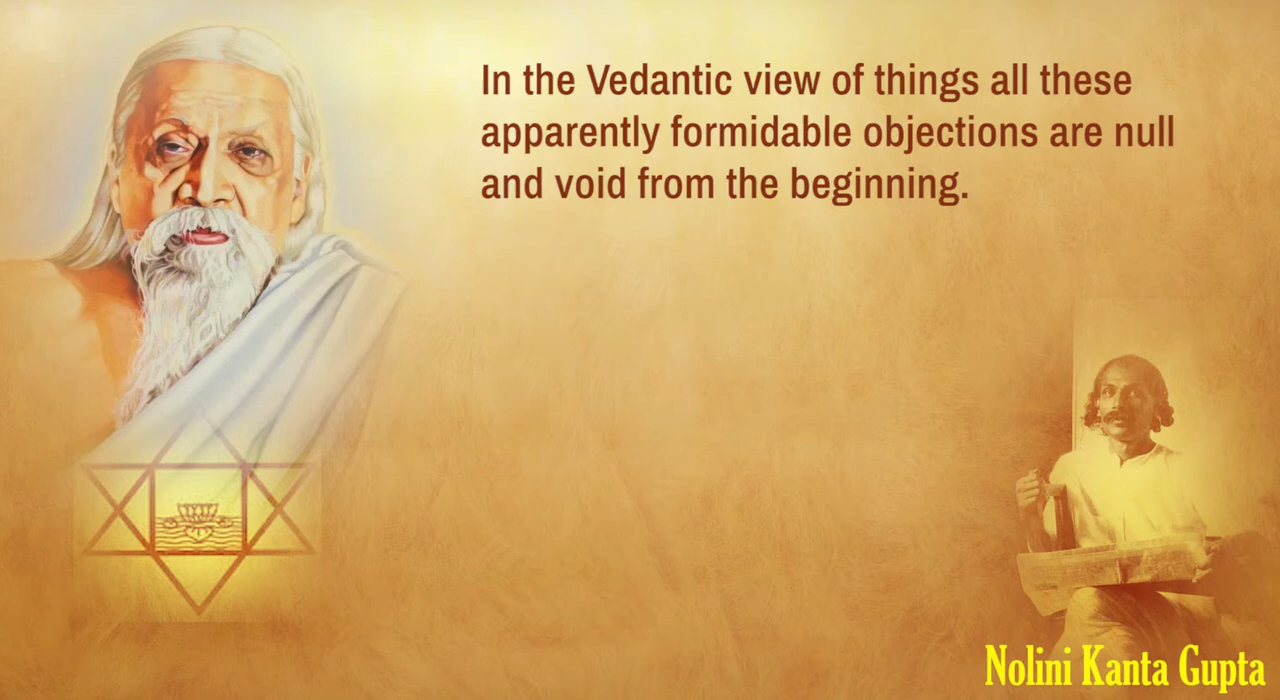 In the Vedantic view of things all these
apparently formidable objections are null
and void from the beginning.
Nolini Kanta Gupta